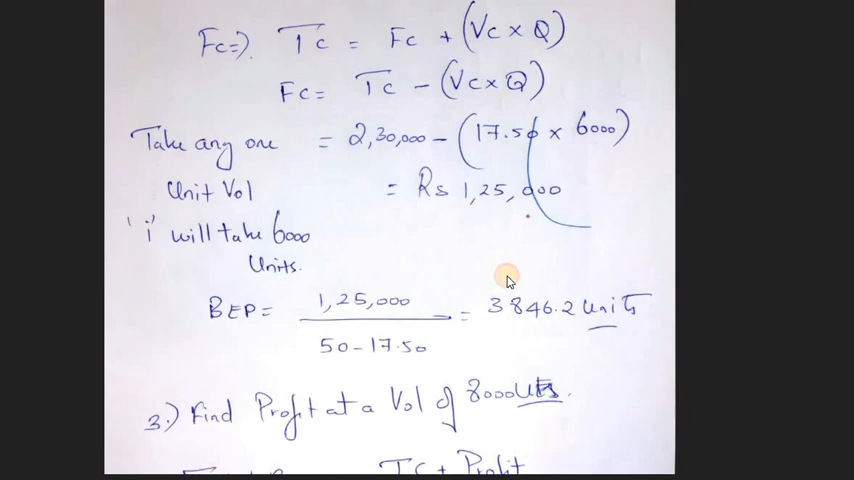 Fc=). Tc = Fc + (Vc x Q)
Fc = Tc - (Vc x Q)
Take any one = 2,30,000 - (17.50 x 6000)
Unit Vol = Rs 1,25,000
'i' will take 6000
Units.
BEP = 1,25,000 / 50-17.50 = 3846.2 Units
3.) Find Profit at a Vol of 8000 Uts.
TC + Profit